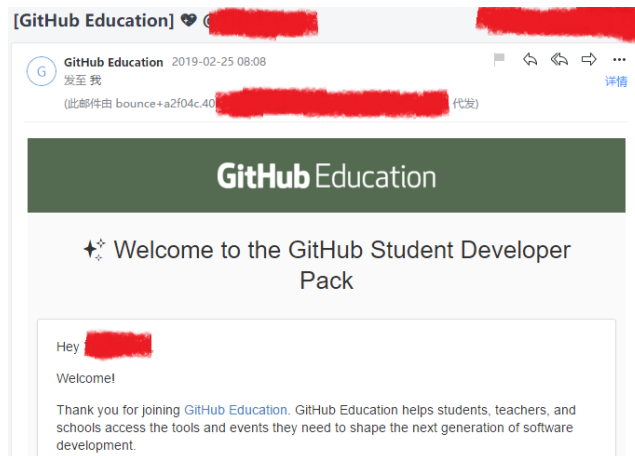 [GitHub Education] 💖 @
GitHub Education 2019-02-25 08:08
发至 我
详情
(此邮件由 bounce+a2f04c.40 代发)
GitHub Education
✨ Welcome to the GitHub Student Developer
Pack
Hey
Welcome!
Thank you for joining GitHub Education. GitHub Education helps students, teachers, and
schools access the tools and events they need to shape the next generation of software
development.